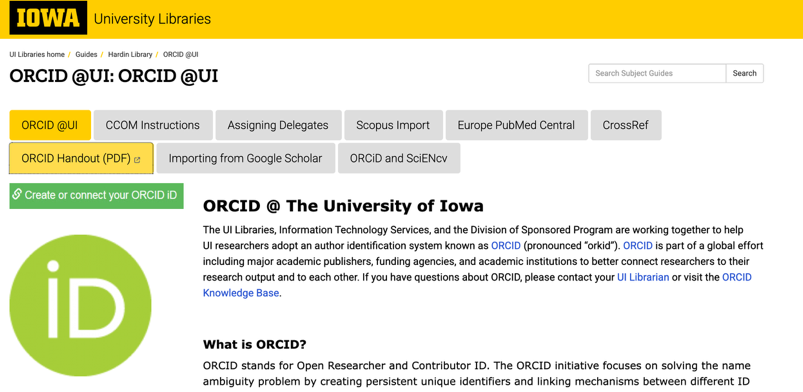 IOWA University Libraries
UI Libraries home / Guides / Hardin Library / ORCID @UI
ORCID @UI: ORCID @UI
Search Subject Guides Search
ORCID @UI CCOM Instructions Assigning Delegates Scopus Import Europe PubMed Central CrossRef
ORCID Handout (PDF) Importing from Google Scholar ORCiD and SciENcv
Create or connect your ORCID iD
iD
ORCID @ The University of Iowa
The UI Libraries, Information Technology Services, and the Division of Sponsored Program are working together to help
UI researchers adopt an author identification system known as ORCID (pronounced “orkid”). ORCID is part of a global effort
including major academic publishers, funding agencies, and academic institutions to better connect researchers to their
research output and to each other. If you have questions about ORCID, please contact your UI Librarian or visit the ORCID
Knowledge Base.
What is ORCID?
ORCID stands for Open Researcher and Contributor ID. The ORCID initiative focuses on solving the name
ambiguity problem by creating persistent unique identifiers and linking mechanisms between different ID